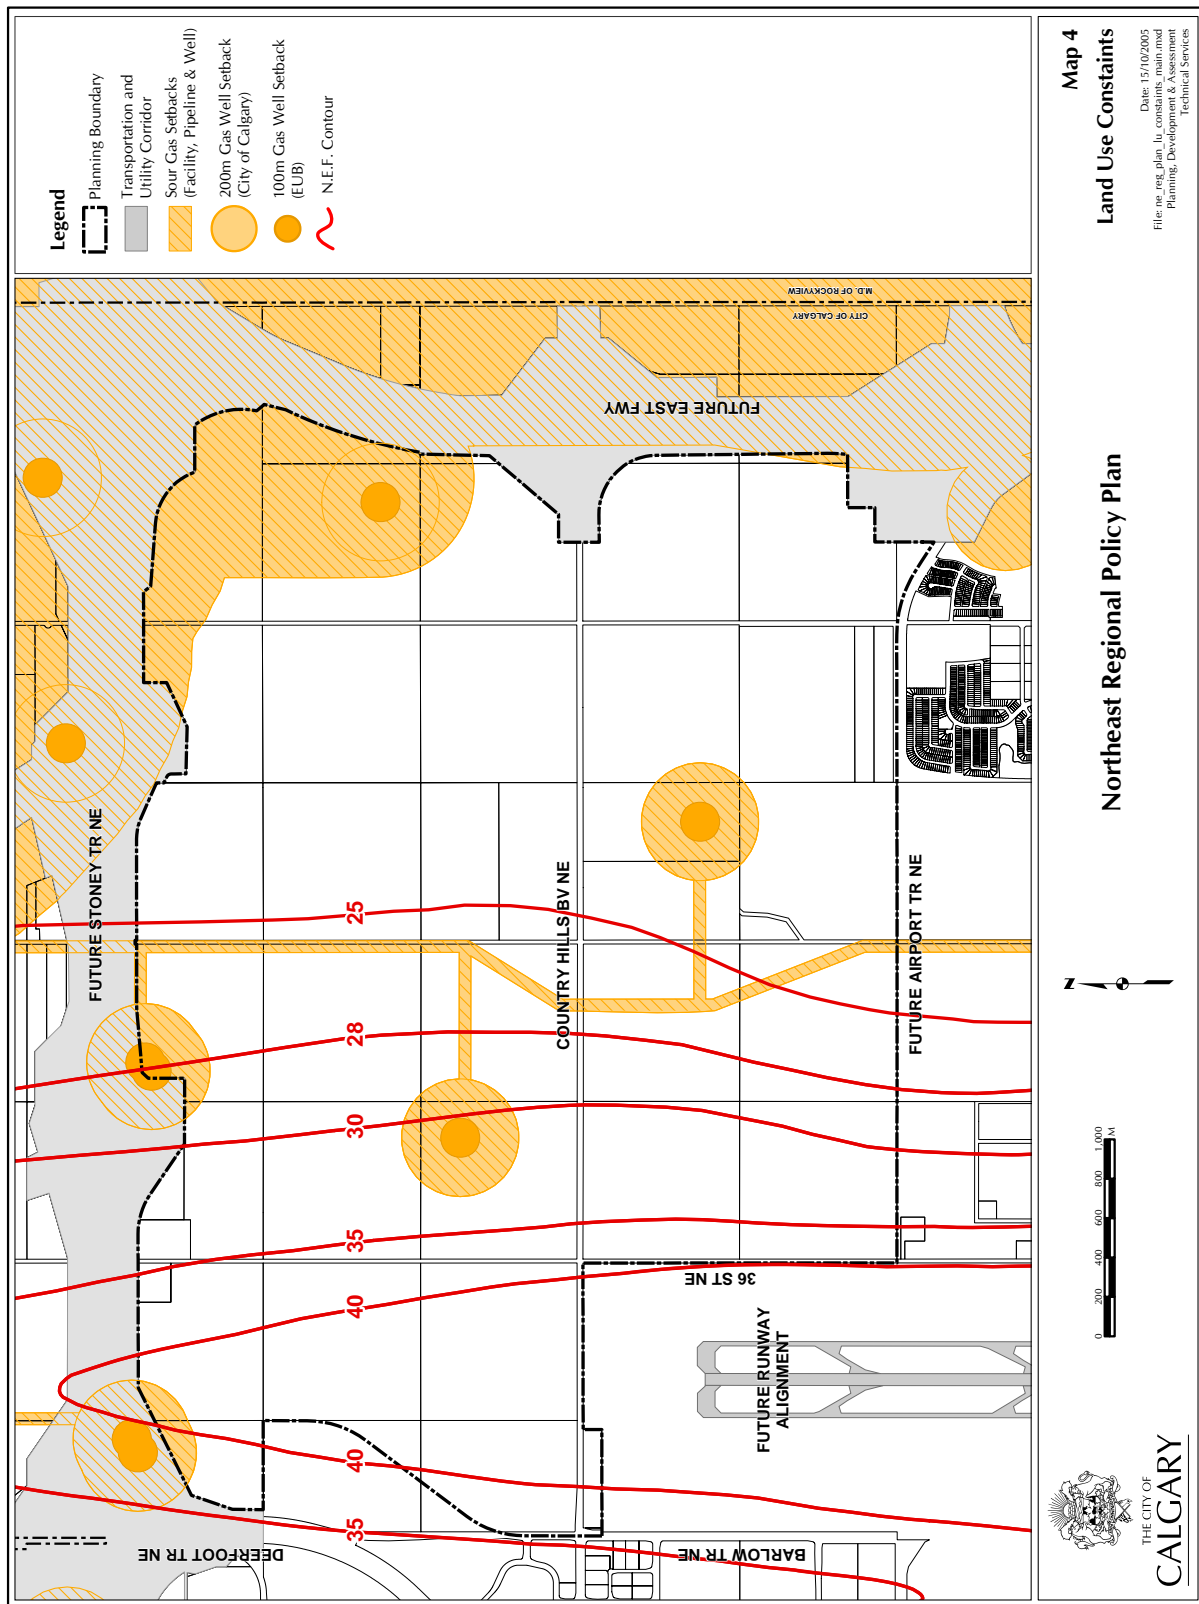 Legend
Planning Boundary
Transportation and
Utility Corridor
Sour Gas Setbacks
(Facility, Pipeline & Well)
200m Gas Well Setback
(City of Calgary)
100m Gas Well Setback
(EUB)
N.E.F. Contour
M.D. OF ROCKYVIEW
CITY OF CALGARY
FUTURE EAST FWY
FUTURE STONEY TR NE
COUNTRY HILLS BV NE
FUTURE AIRPORT TR NE
25
28
30
35
40
40
35
36 ST NE
FUTURE RUNWAY
ALIGNMENT
DEERFOOT TR NE
BARLOW TR NE
Map 4
Land Use Constaints
Date: 15/10/2005
File: ne_reg_plan_lu_constaints_main.mxd
Planning, Development & Assessment
Technical Services
Northeast Regional Policy Plan
N
0 200 400 600 800 1,000
M
THE CITY OF
CALGARY